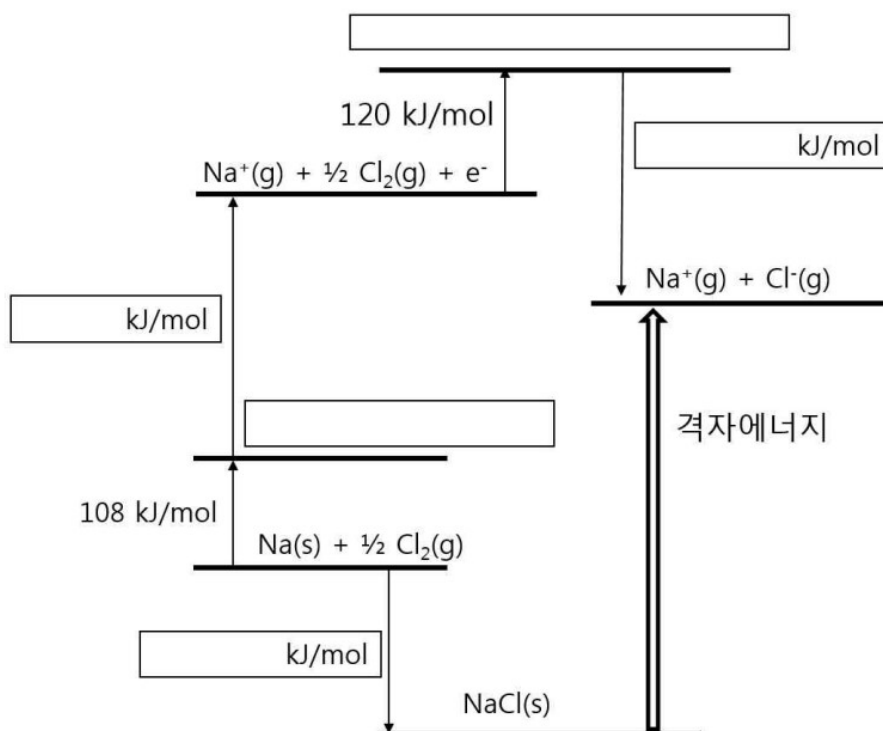 120 kJ/mol
kJ/mol
Na⁺(g) + ½ Cl₂(g) + e⁻
Na⁺(g) + Cl⁻(g)
kJ/mol
격자에너지
108 kJ/mol
Na(s) + ½ Cl₂(g)
kJ/mol
NaCl(s)